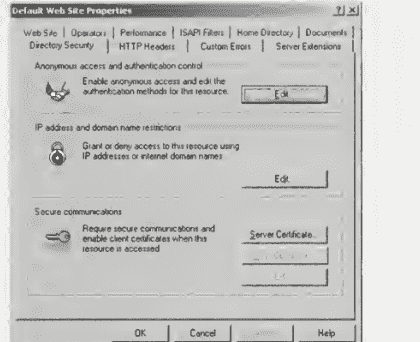 Default Web Site Properties
Web Site | Operators | Performance | ISAPI Filters | Home Directory | Documents
Directory Security | HTTP Headers | Custom Errors | Server Extensions
Anonymous access and authentication control
Enable anonymous access and edit the
authentication methods for this resource.
Edit
IP address and domain name restrictions
Grant or deny access to this resource using
IP addresses or internet domain names
Edit
Secure communications
Require secure communications and
enable client certificates when this
resource is accessed
Server Certificate...
OK Cancel Help